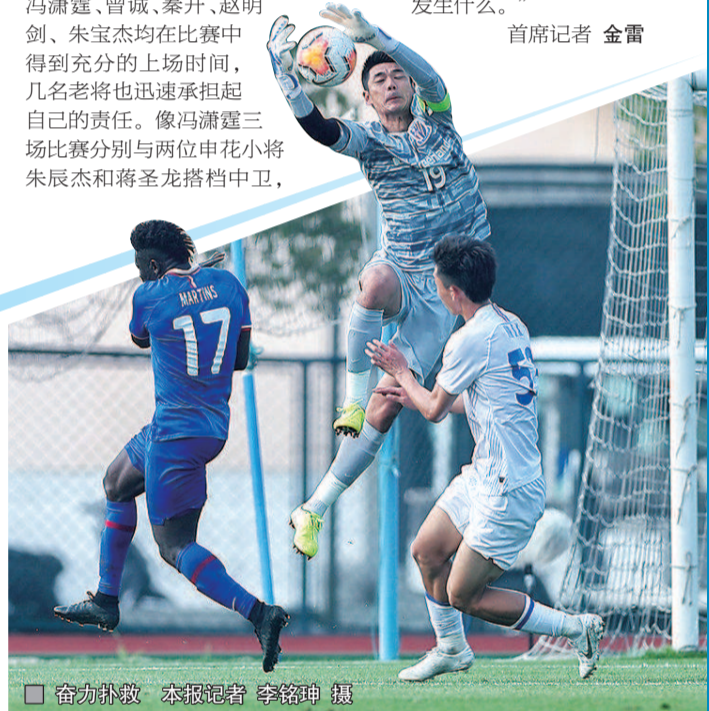 冯潇霆、曾诚、秦升、赵明
剑、朱宝杰均在比赛中
得到充分的上场时间，
几名老将也迅速承担起
自己的责任。像冯潇霆三
场比赛分别与两位申花小将
朱辰杰和蒋圣龙搭档中卫，
发生什么。”
首席记者 金雷
19
MARTINS
17
■ 奋力扑救 本报记者 李铭珅 摄